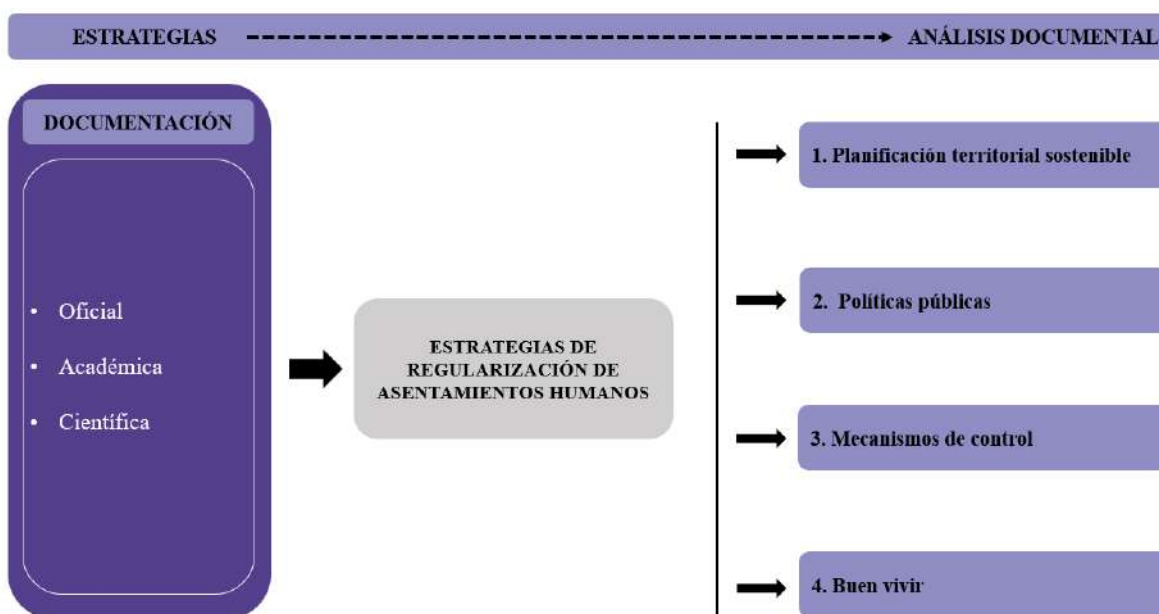 ESTRATEGIAS
ANÁLISIS DOCUMENTAL
DOCUMENTACIÓN
• Oficial
• Académica
• Científica
ESTRATEGIAS DE
REGULARIZACIÓN DE
ASENTAMIENTOS HUMANOS
1. Planificación territorial sostenible
2. Políticas públicas
3. Mecanismos de control
4. Buen vivir